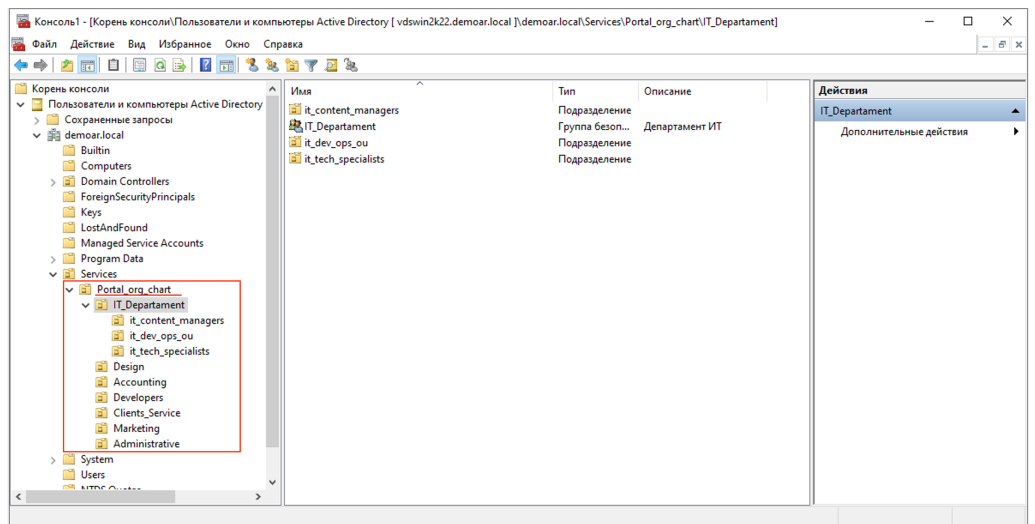 Консоль1 - [Корень консоли\Пользователи и компьютеры Active Directory [ vdswin2k22.demoar.local ]\demoar.local\Services\Portal_org_chart\IT_Departament]
Файл Действие Вид Избранное Окно Справка
Корень консоли
Пользователи и компьютеры Active Directory
Сохраненные запросы
demoar.local
Builtin
Computers
Domain Controllers
ForeignSecurityPrincipals
Keys
LostAndFound
Managed Service Accounts
Program Data
Services
Portal_org_chart
IT_Departament
it_content_managers
it_dev_ops_ou
it_tech_specialists
Design
Accounting
Developers
Clients_Service
Marketing
Administrative
System
Users
NTDS Quotas
Имя Тип Описание
it_content_managers Подразделение
IT_Departament Группа безоп... Департамент ИТ
it_dev_ops_ou Подразделение
it_tech_specialists Подразделение
Действия
IT_Departament
Дополнительные действия